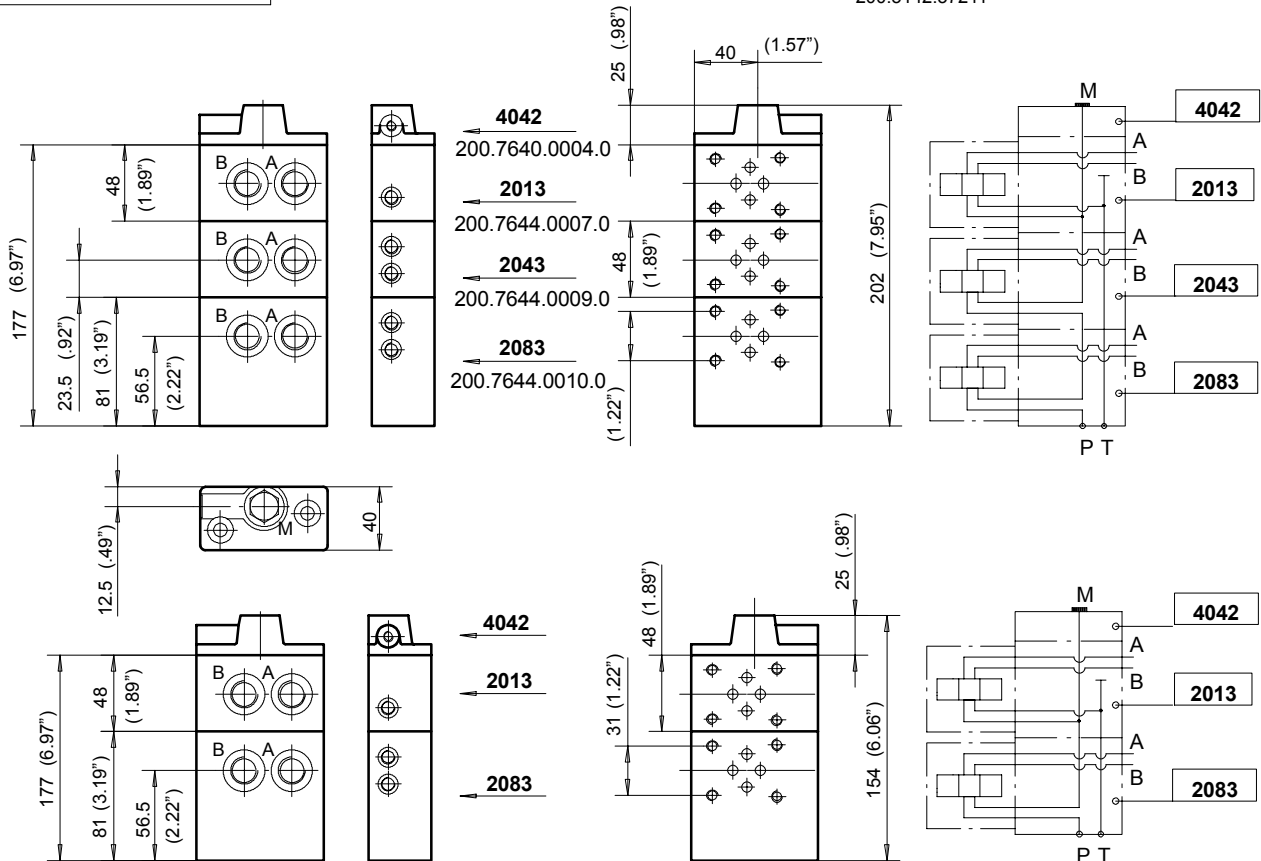 25 (.98")
40
(1.57")
M
4042
200.7640.0004.0
4042
A
B
B A
48
(1.89")
2013
200.7644.0007.0
2013
177 (6.97")
B A
2043
200.7644.0009.0
48
(1.89")
202 (7.95")
A
B
2043
23.5 (.92")
81 (3.19")
B A
56.5
(2.22")
2083
200.7644.0010.0
(1.22")
A
B
2083
P T
12.5 (.49")
M
40
25 (.98")
48 (1.89")
M
4042
4042
A
B
177 (6.97")
48
(1.89")
B A
2013
31 (1.22")
154 (6.06")
2013
81 (3.19")
B A
56.5
(2.22")
2083
A
B
2083
P T